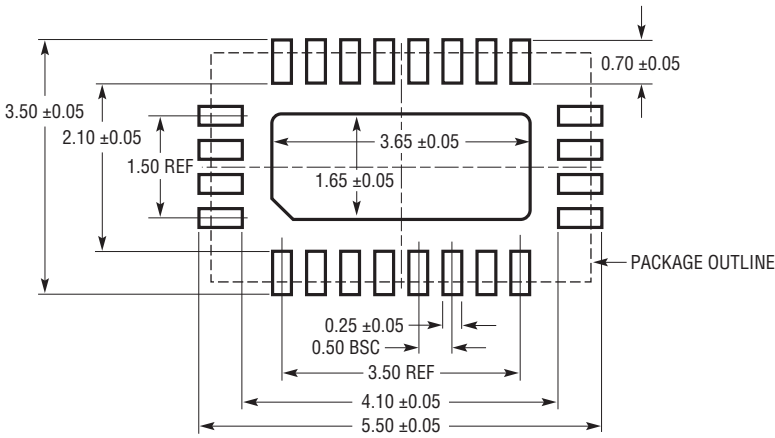 0.70 ±0.05
3.50 ±0.05
2.10 ±0.05
3.65 ±0.05
1.50 REF
1.65 ±0.05
PACKAGE OUTLINE
0.25 ±0.05
0.50 BSC
3.50 REF
4.10 ±0.05
5.50 ±0.05